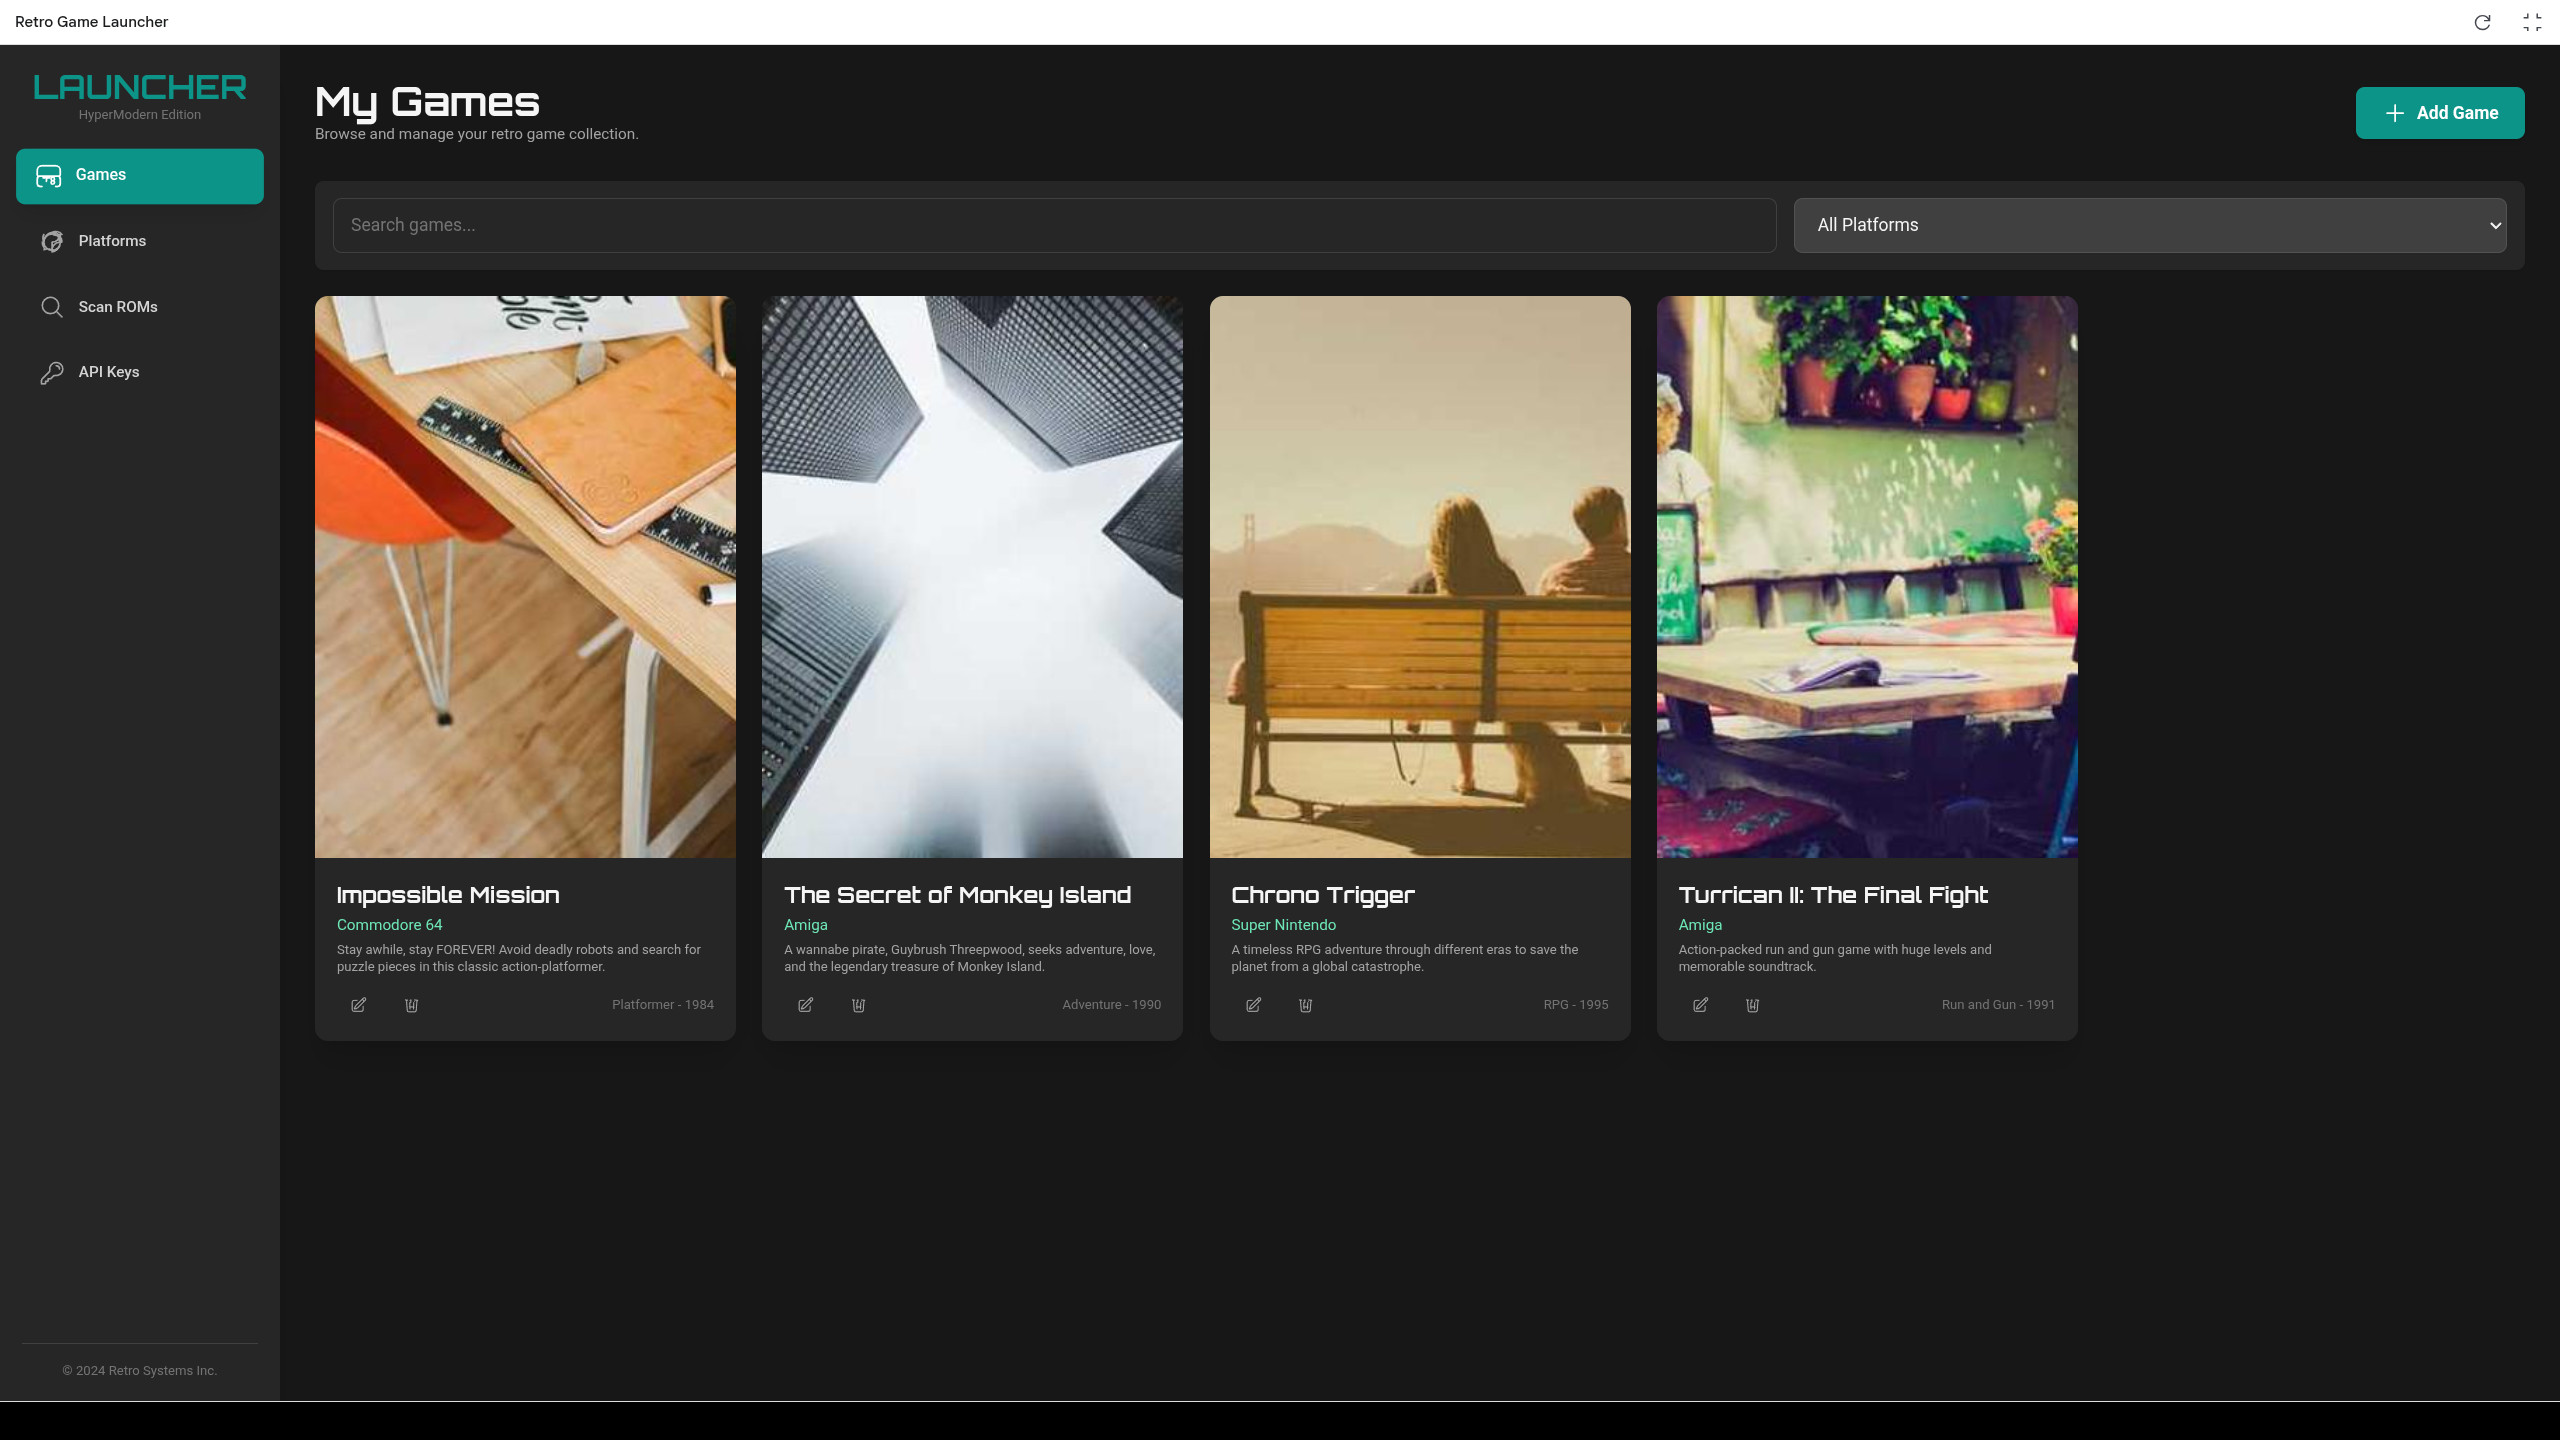 Retro Game Launcher
LAUNCHER
HyperModern Edition
Games
Platforms
Scan ROMs
API Keys
© 2024 Retro Systems Inc.
My Games
Browse and manage your retro game collection.
Add Game
Search games...
All Platforms
Impossible Mission
Commodore 64
Stay awhile, stay FOREVER! Avoid deadly robots and search for
puzzle pieces in this classic action-platformer.
Platformer - 1984
The Secret of Monkey Island
Amiga
A wannabe pirate, Guybrush Threepwood, seeks adventure, love,
and the legendary treasure of Monkey Island.
Adventure - 1990
Chrono Trigger
Super Nintendo
A timeless RPG adventure through different eras to save the
planet from a global catastrophe.
RPG - 1995
Turrican II: The Final Fight
Amiga
Action-packed run and gun game with huge levels and
memorable soundtrack.
Run and Gun - 1991